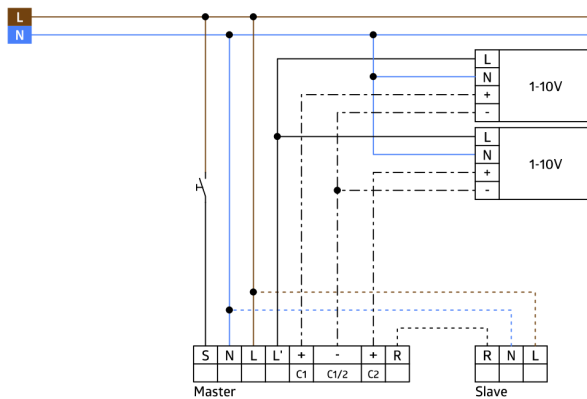 L
N
L
N
+
-
1-10V
L
N
+
-
1-10V
S N L L' + - + R
C1 C1/2 C2
Master
R N L
Slave